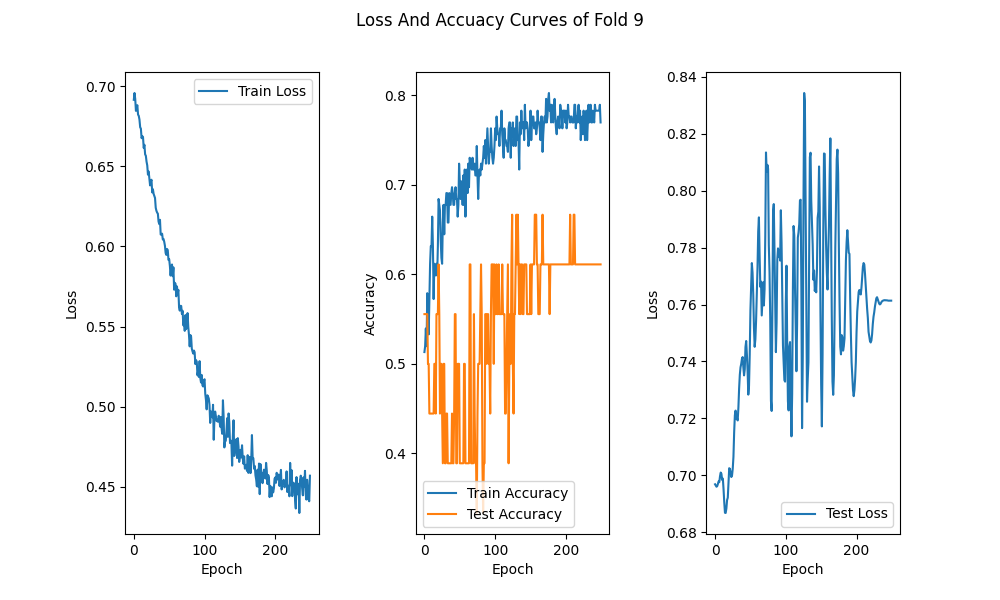 Loss And Accuacy Curves of Fold 9
Loss
0.70
0.65
0.60
0.55
0.50
0.45
0 100 200
Epoch
Train Loss
Accuracy
0.8
0.7
0.6
0.5
0.4
0 100 200
Epoch
Train Accuracy
Test Accuracy
Loss
0.84
0.82
0.80
0.78
0.76
0.74
0.72
0.70
0.68
0 100 200
Epoch
Test Loss